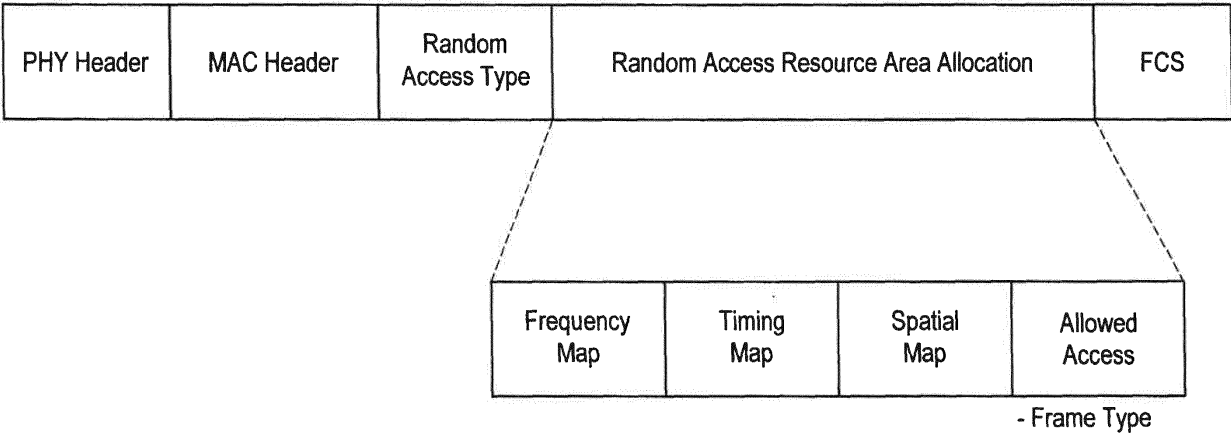 PHY Header
MAC Header
Random
Access Type
Random Access Resource Area Allocation
FCS
Frequency
Map
Timing
Map
Spatial
Map
Allowed
Access
- Frame Type